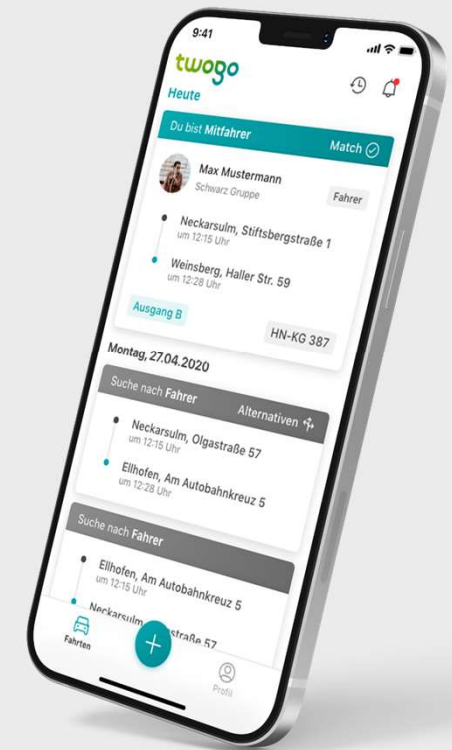 9:41
twogo
Heute
Du bist Mitfahrer Match
Max Mustermann
Schwarz Gruppe
Fahrer
Neckarsulm, Stiftsbergstraße 1
um 12:15 Uhr
Weinsberg, Haller Str. 59
um 12:28 Uhr
Ausgang B
HN-KG 387
Montag, 27.04.2020
Suche nach Fahrer Alternativen
Neckarsulm, Olgastraße 57
um 12:15 Uhr
Ellhofen, Am Autobahnkreuz 5
um 12:28 Uhr
Suche nach Fahrer
Ellhofen, Am Autobahnkreuz 5
um 12:15 Uhr
Neckarsulm
straße 57
Fahrten
+
Profil